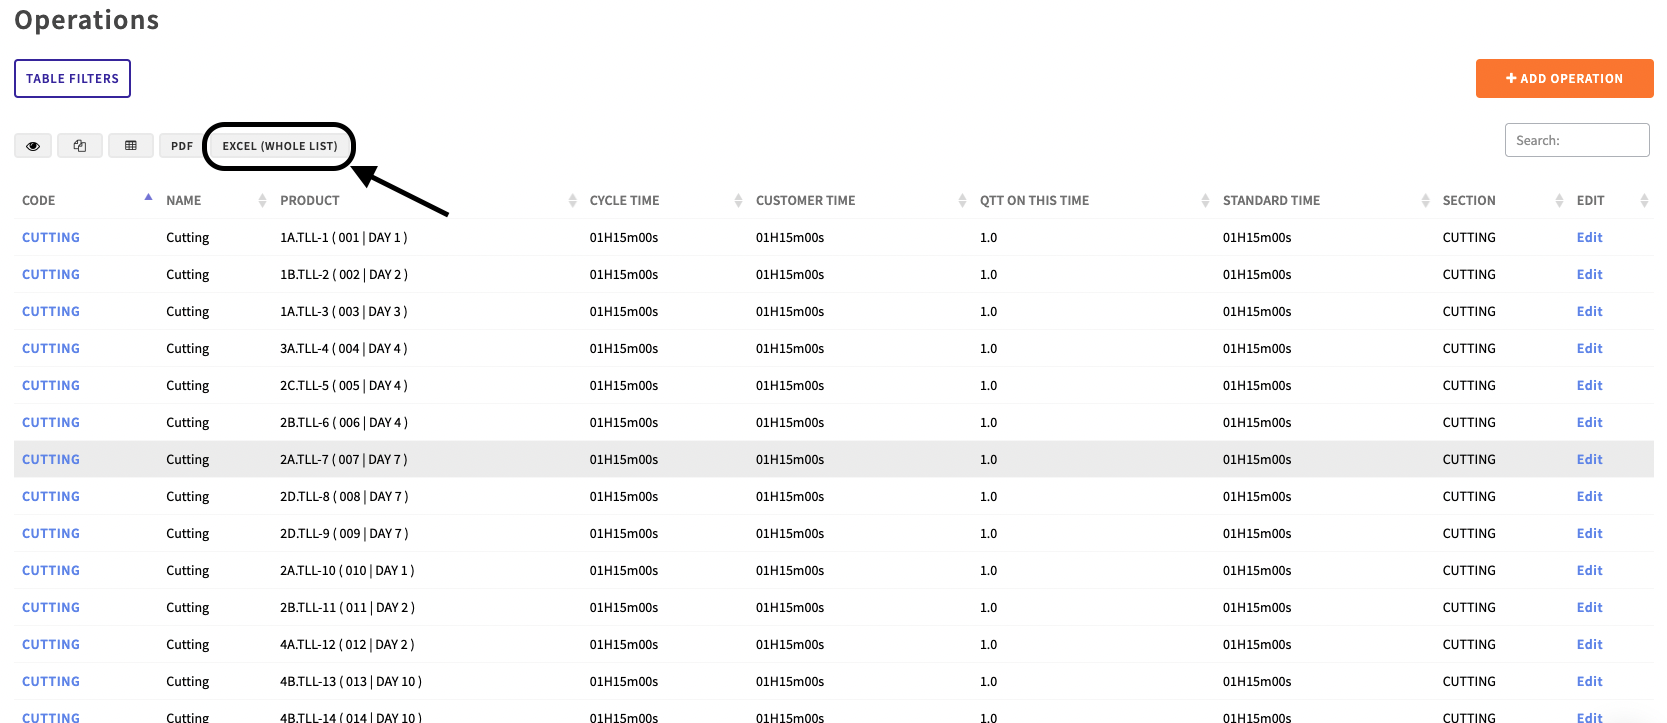 Operations
TABLE FILTERS
+ ADD OPERATION
PDF EXCEL (WHOLE LIST)
Search:
CODE NAME PRODUCT CYCLE TIME CUSTOMER TIME QTT ON THIS TIME STANDARD TIME SECTION EDIT
CUTTING Cutting 1A.TLL-1 ( 001 | DAY 1 ) 01H15m00s 01H15m00s 1.0 01H15m00s CUTTING Edit
CUTTING Cutting 1B.TLL-2 ( 002 | DAY 2 ) 01H15m00s 01H15m00s 1.0 01H15m00s CUTTING Edit
CUTTING Cutting 1A.TLL-3 ( 003 | DAY 3 ) 01H15m00s 01H15m00s 1.0 01H15m00s CUTTING Edit
CUTTING Cutting 3A.TLL-4 ( 004 | DAY 4 ) 01H15m00s 01H15m00s 1.0 01H15m00s CUTTING Edit
CUTTING Cutting 2C.TLL-5 ( 005 | DAY 4 ) 01H15m00s 01H15m00s 1.0 01H15m00s CUTTING Edit
CUTTING Cutting 2B.TLL-6 ( 006 | DAY 4 ) 01H15m00s 01H15m00s 1.0 01H15m00s CUTTING Edit
CUTTING Cutting 2A.TLL-7 ( 007 | DAY 7 ) 01H15m00s 01H15m00s 1.0 01H15m00s CUTTING Edit
CUTTING Cutting 2D.TLL-8 ( 008 | DAY 7 ) 01H15m00s 01H15m00s 1.0 01H15m00s CUTTING Edit
CUTTING Cutting 2D.TLL-9 ( 009 | DAY 7 ) 01H15m00s 01H15m00s 1.0 01H15m00s CUTTING Edit
CUTTING Cutting 2A.TLL-10 ( 010 | DAY 1 ) 01H15m00s 01H15m00s 1.0 01H15m00s CUTTING Edit
CUTTING Cutting 2B.TLL-11 ( 011 | DAY 2 ) 01H15m00s 01H15m00s 1.0 01H15m00s CUTTING Edit
CUTTING Cutting 4A.TLL-12 ( 012 | DAY 2 ) 01H15m00s 01H15m00s 1.0 01H15m00s CUTTING Edit
CUTTING Cutting 4B.TLL-13 ( 013 | DAY 10 ) 01H15m00s 01H15m00s 1.0 01H15m00s CUTTING Edit
CUTTING Cutting 4B.TLL-14 ( 014 | DAY 10 ) 01H15m00s 01H15m00s 1.0 01H15m00s CUTTING Edit